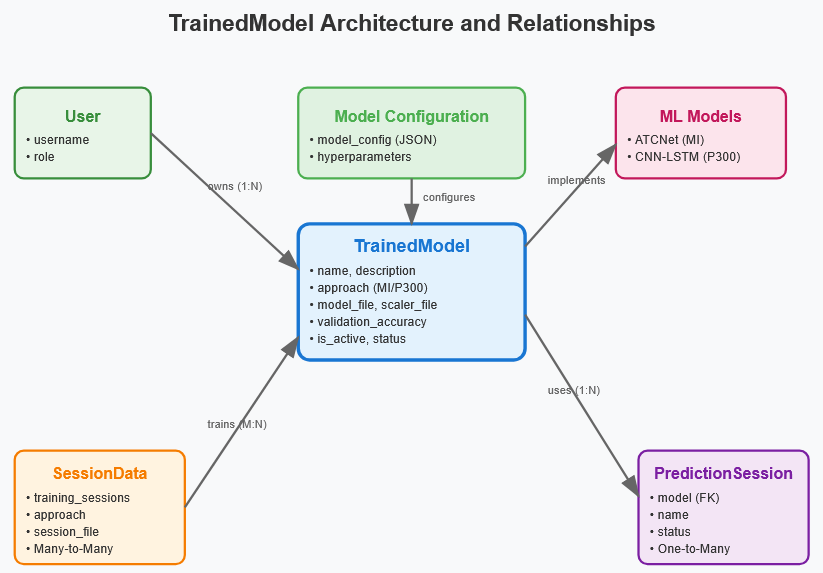 TrainedModel Architecture and Relationships
User
• username
• role
Model Configuration
• model_config (JSON)
• hyperparameters
ML Models
• ATCNet (MI)
• CNN-LSTM (P300)
owns (1:N)
configures
implements
TrainedModel
• name, description
• approach (MI/P300)
• model_file, scaler_file
• validation_accuracy
• is_active, status
trains (M:N)
uses (1:N)
SessionData
• training_sessions
• approach
• session_file
• Many-to-Many
PredictionSession
• model (FK)
• name
• status
• One-to-Many